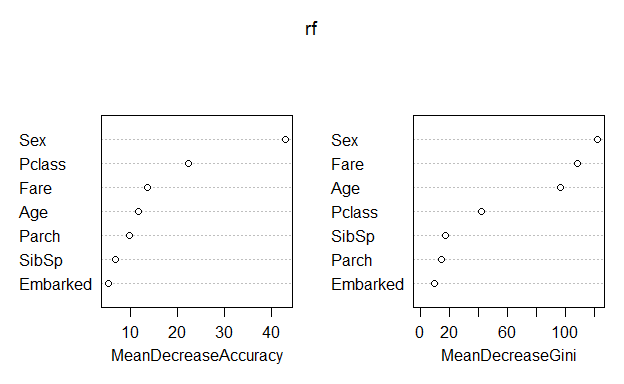 rf
Sex
Pclass
Fare
Age
Parch
SibSp
Embarked
10 20 30 40
MeanDecreaseAccuracy
Sex
Fare
Age
Pclass
SibSp
Parch
Embarked
0 20 60 100
MeanDecreaseGini